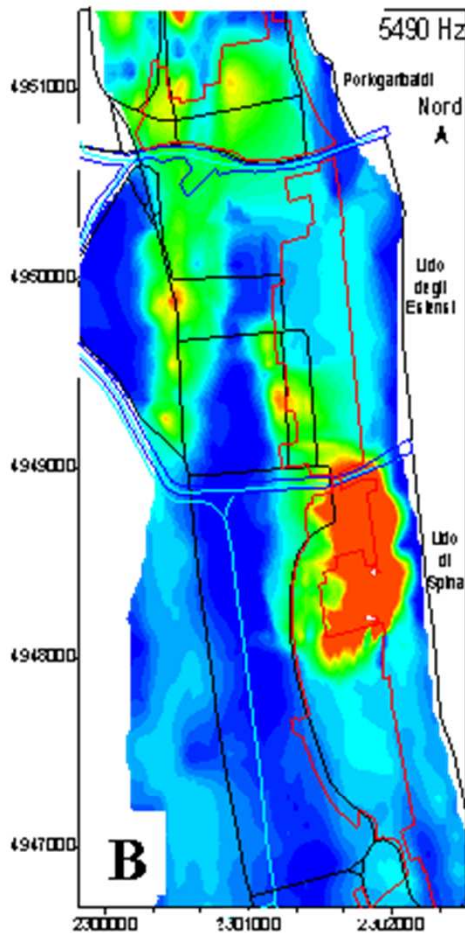 5490 Hz
4951000
Portogaribaldi
Nord
4950000
Lido
degli
Estensi
4949000
Lido
di
Spina
4948000
4947000
B
2300000 2301000 2302000